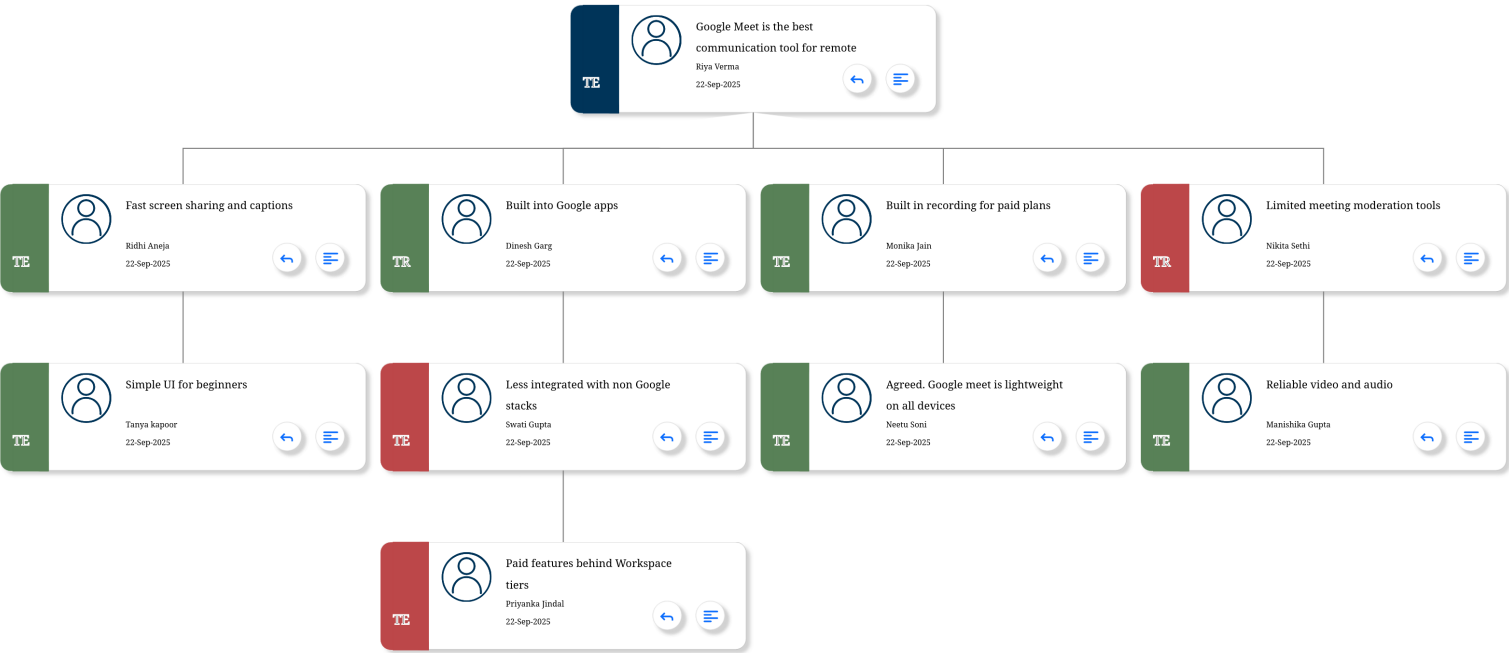 Google Meet is the best
communication tool for remote
Riya Verma
22-Sep-2025
TE
Fast screen sharing and captions
Ridhi Aneja
22-Sep-2025
TE
Built into Google apps
Dinesh Garg
22-Sep-2025
TR
Built in recording for paid plans
Monika Jain
22-Sep-2025
TE
Limited meeting moderation tools
Nikita Sethi
22-Sep-2025
TR
Simple UI for beginners
Tanya kapoor
22-Sep-2025
TE
Less integrated with non Google
stacks
Swati Gupta
22-Sep-2025
TE
Agreed. Google meet is lightweight
on all devices
Neetu Soni
22-Sep-2025
TE
Reliable video and audio
Manishika Gupta
22-Sep-2025
TE
Paid features behind Workspace
tiers
Priyanka Jindal
22-Sep-2025
TE